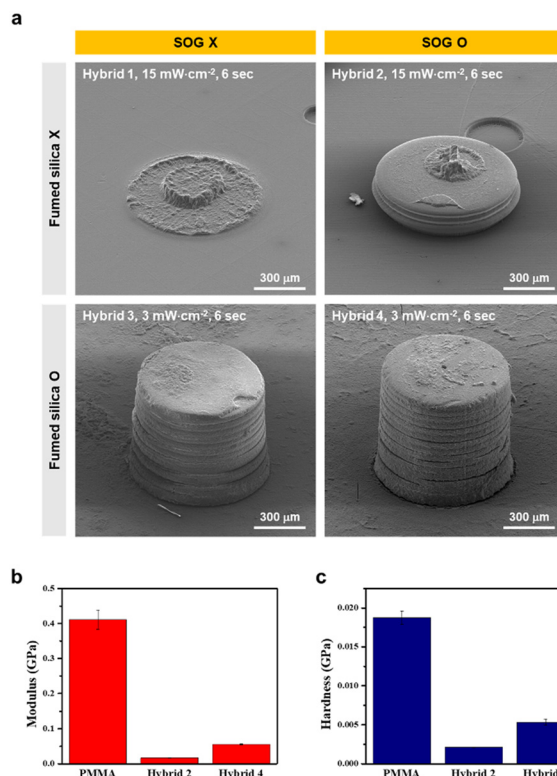 a
SOG X
SOG O
Fumed silica X
Hybrid 1, 15 mW·cm-2, 6 sec
300 μm
Hybrid 2, 15 mW·cm-2, 6 sec
300 μm
Fumed silica O
Hybrid 3, 3 mW·cm-2, 6 sec
300 μm
Hybrid 4, 3 mW·cm-2, 6 sec
300 μm
b
Modulus (GPa)
0.5
0.4
0.3
0.2
0.1
0.0
PMMA
Hybrid 2
Hybrid 4
c
Hardness (GPa)
0.020
0.015
0.010
0.005
0.000
PMMA
Hybrid 2
Hybrid